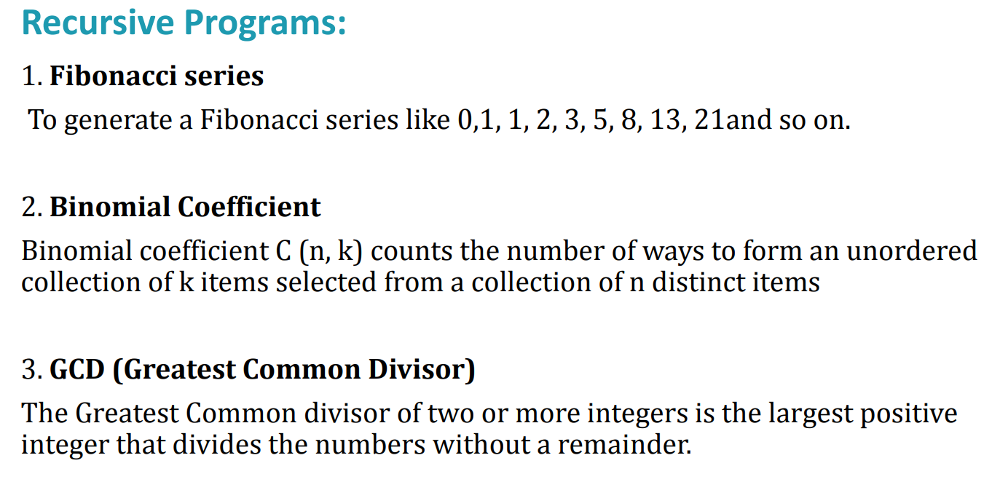 Recursive Programs:
1. Fibonacci series
To generate a Fibonacci series like 0,1, 1, 2, 3, 5, 8, 13, 21and so on.
2. Binomial Coefficient
Binomial coefficient C (n, k) counts the number of ways to form an unordered
collection of k items selected from a collection of n distinct items
3. GCD (Greatest Common Divisor)
The Greatest Common divisor of two or more integers is the largest positive
integer that divides the numbers without a remainder.